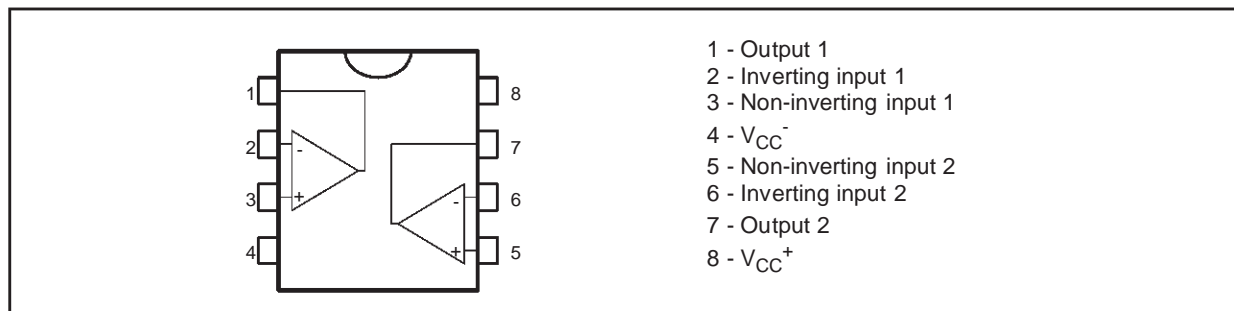 1
2
3
4
8
7
6
5
-
+
-
+
1 - Output 1
2 - Inverting input 1
3 - Non-inverting input 1
4 - VCC-
5 - Non-inverting input 2
6 - Inverting input 2
7 - Output 2
8 - VCC+